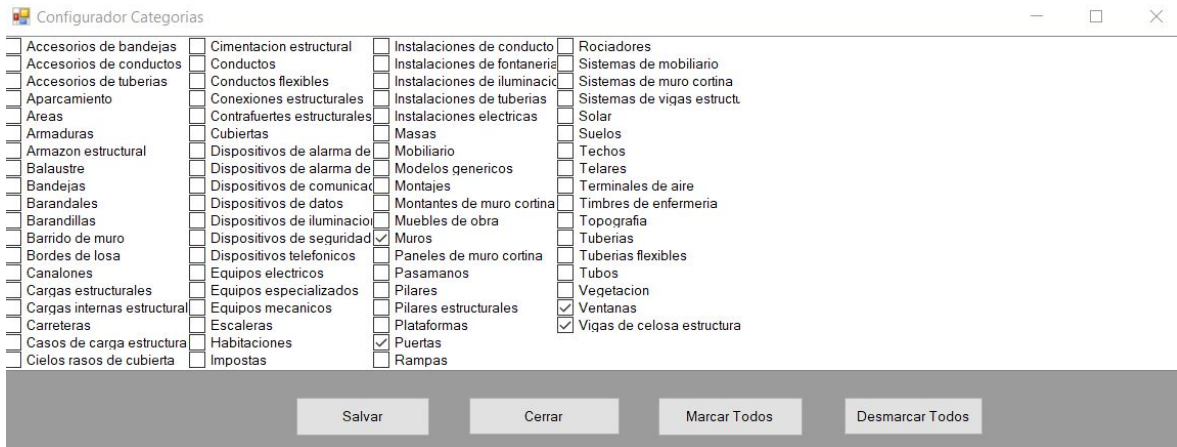 Configurador Categorias
Accesorios de bandejas
Accesorios de conductos
Accesorios de tuberias
Aparcamiento
Areas
Armaduras
Armazon estructural
Balaustre
Bandejas
Barandales
Barandillas
Barrido de muro
Bordes de losa
Canalones
Cargas estructurales
Cargas internas estructural
Carreteras
Casos de carga estructura
Cielos rasos de cubierta
Cimentacion estructural
Conductos
Conductos flexibles
Conexiones estructurales
Contrafuertes estructurales
Cubiertas
Dispositivos de alarma de
Dispositivos de alarma de
Dispositivos de comunicac
Dispositivos de datos
Dispositivos de iluminacion
Dispositivos de seguridad
Dispositivos telefonicos
Equipos electricos
Equipos especializados
Equipos mecanicos
Escaleras
Habitaciones
Impostas
Instalaciones de conducto
Instalaciones de fontaneria
Instalaciones de iluminacic
Instalaciones de tuberias
Instalaciones electricas
Masas
Mobiliario
Modelos genericos
Montajes
Montantes de muro cortina
Muebles de obra
Muros
Paneles de muro cortina
Pasamanos
Pilares
Pilares estructurales
Plataformas
Puertas
Rampas
Rociadores
Sistemas de mobiliario
Sistemas de muro cortina
Sistemas de vigas estructu
Solar
Suelos
Techos
Telares
Terminales de aire
Timbres de enfermeria
Topografia
Tuberias
Tuberias flexibles
Tubos
Vegetacion
Ventanas
Vigas de celosa estructura
Salvar
Cerrar
Marcar Todos
Desmarcar Todos